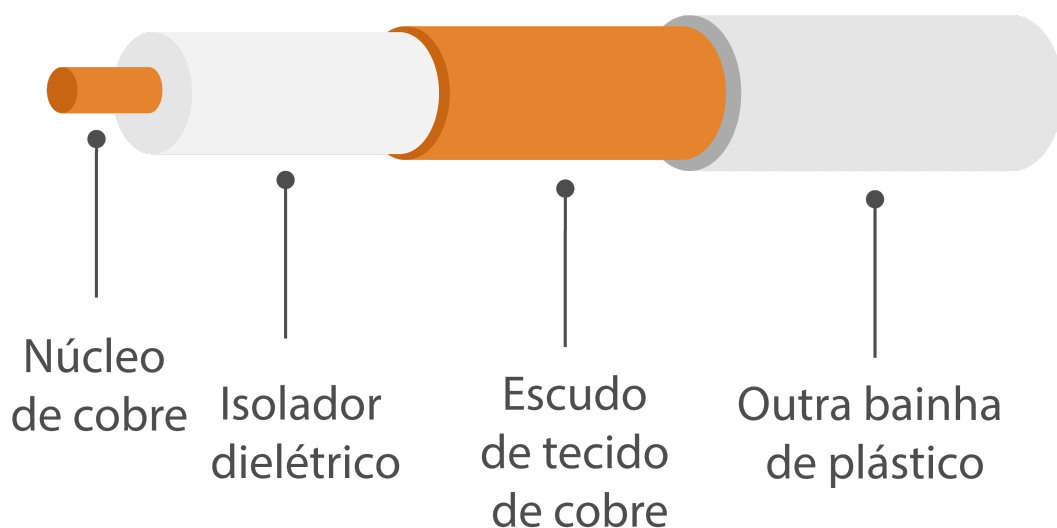 Núcleo
de cobre
Isolador
dielétrico
Escudo
de tecido
de cobre
Outra bainha
de plástico